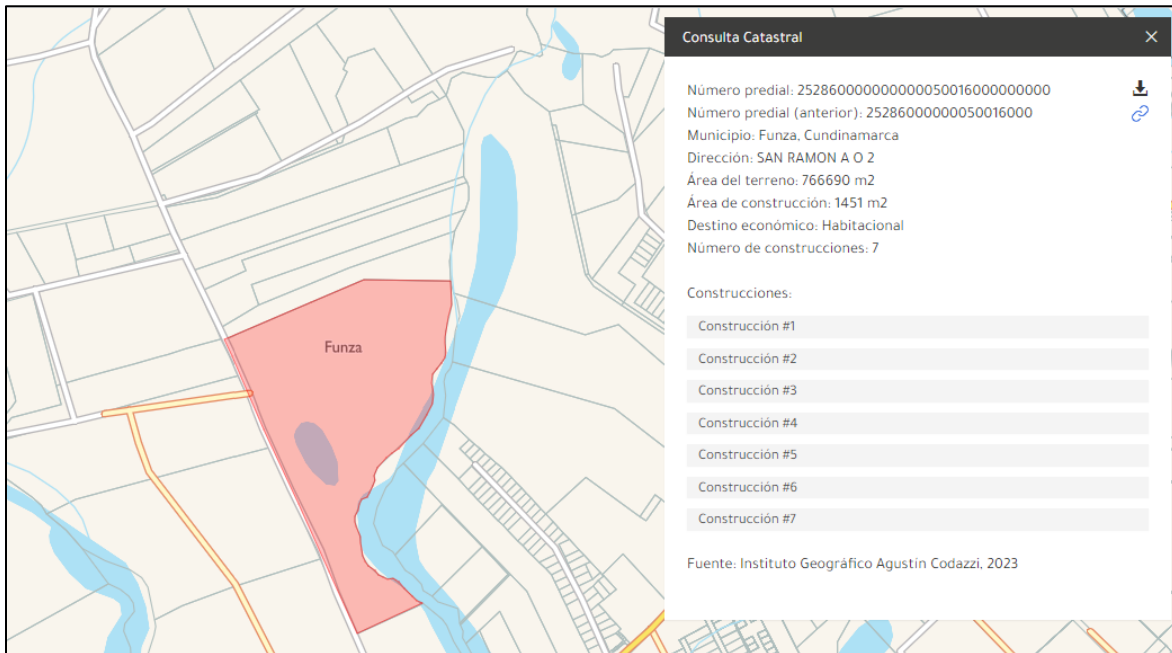 Funza
Consulta Catastral
Número predial: 252860000000000050016000000000
Número predial (anterior): 25286000000050016000
Municipio: Funza, Cundinamarca
Dirección: SAN RAMON A O 2
Área del terreno: 766690 m2
Área de construcción: 1451 m2
Destino económico: Habitacional
Número de construcciones: 7
Construcciones:
Construcción #1
Construcción #2
Construcción #3
Construcción #4
Construcción #5
Construcción #6
Construcción #7
Fuente: Instituto Geográfico Agustín Codazzi, 2023